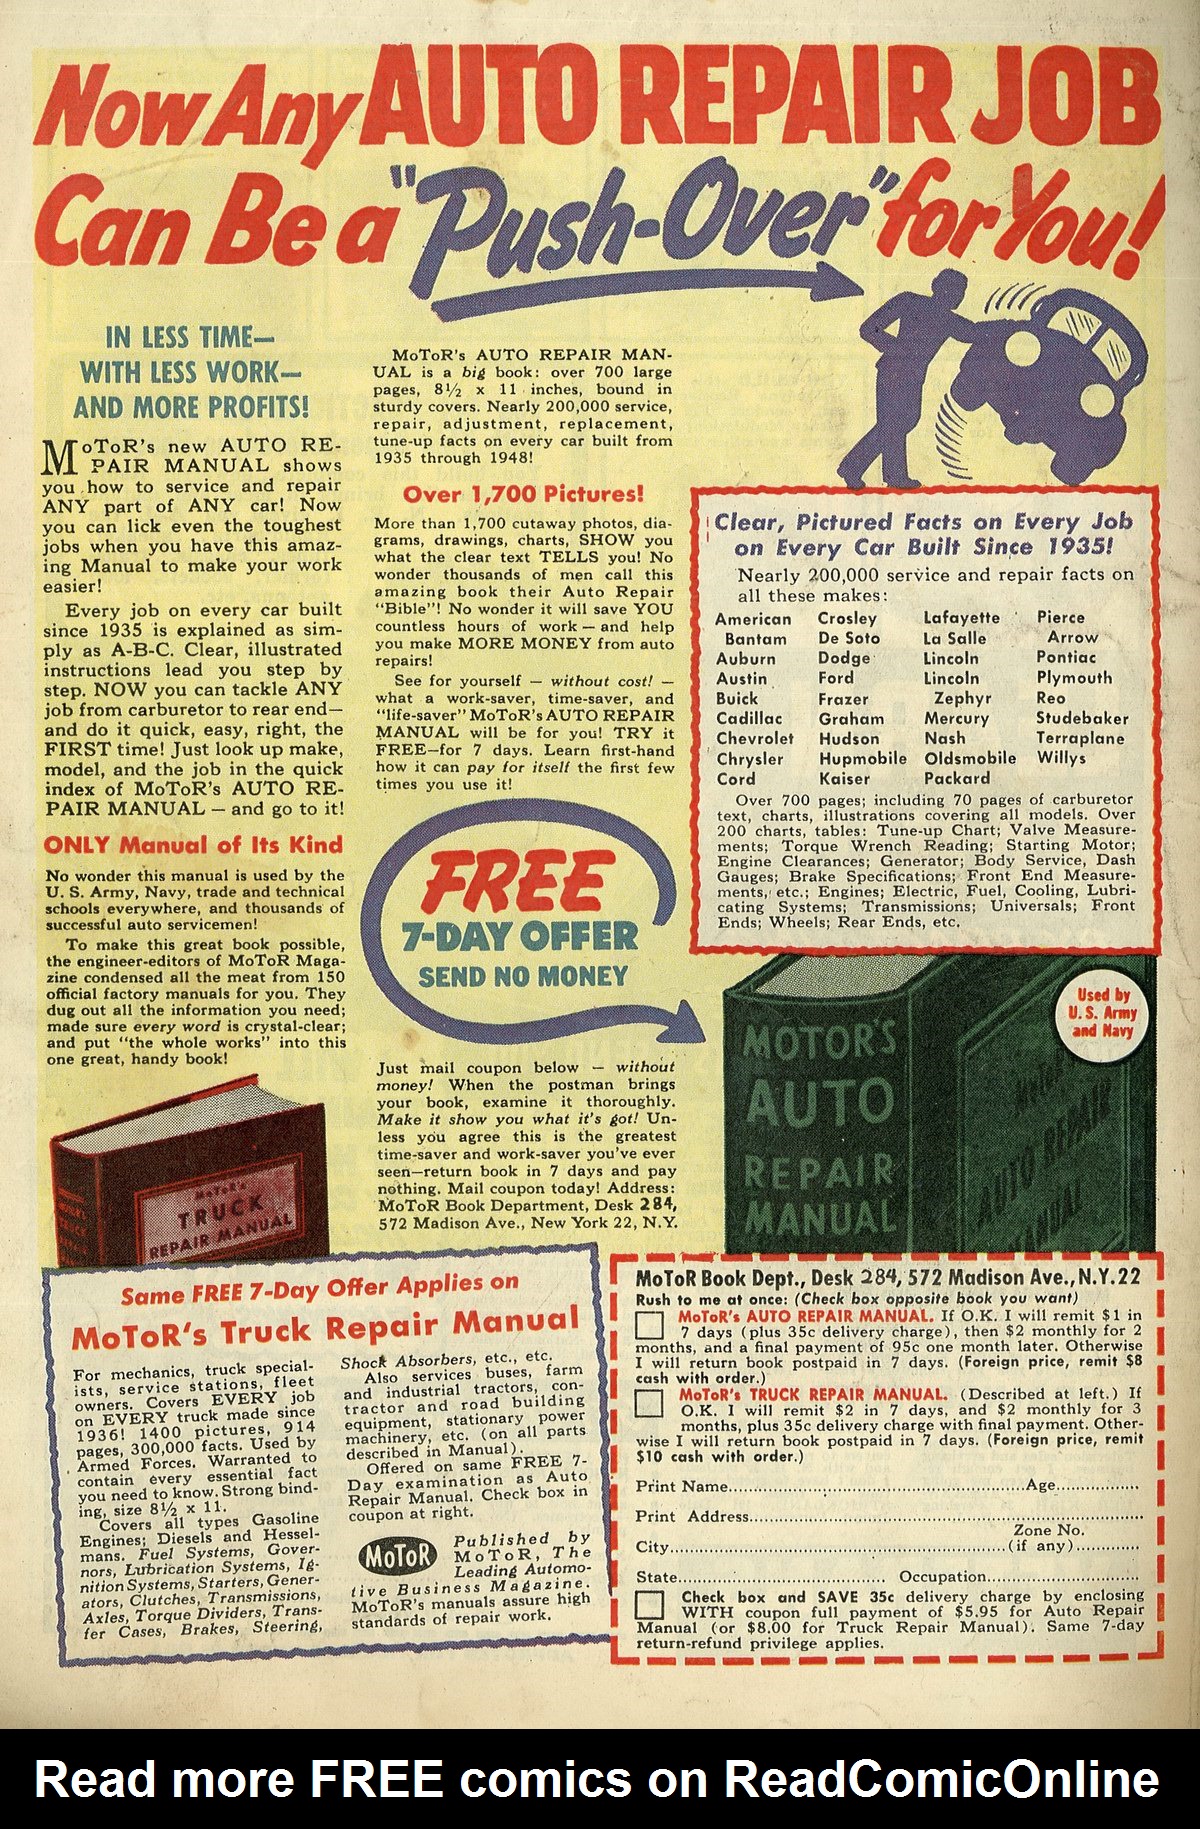 Now Any AUTO REPAIR JOB
Can Be a "Push-Over" for You!
IN LESS TIME—
WITH LESS WORK—
AND MORE PROFITS!
MoToR's new AUTO RE-
PAIR MANUAL shows
you how to service and repair
ANY part of ANY car! Now
you can lick even the toughest
jobs when you have this amaz-
ing Manual to make your work
easier!
Every job on every car built
since 1935 is explained as sim-
ply as A-B-C. Clear, illustrated
instructions lead you step by
step. NOW you can tackle ANY
job from carburetor to rear end—
and do it quick, easy, right, the
FIRST time! Just look up make,
model, and the job in the quick
index of MoToR's AUTO RE-
PAIR MANUAL — and go to it!
ONLY Manual of Its Kind
No wonder this manual is used by the
U. S. Army, Navy, trade and technical
schools everywhere, and thousands of
successful auto servicemen!
To make this great book possible,
the engineer-editors of MoToR Maga-
zine condensed all the meat from 150
official factory manuals for you. They
dug out all the information you need;
made sure every word is crystal-clear;
and put "the whole works" into this
one great, handy book!
MoToR's AUTO REPAIR MAN-
UAL is a big book: over 700 large
pages, 8½ x 11 inches, bound in
sturdy covers. Nearly 200,000 service,
repair, adjustment, replacement,
tune-up facts on every car built from
1935 through 1948!
Over 1,700 Pictures!
More than 1,700 cutaway photos, dia-
grams, drawings, charts, SHOW you
what the clear text TELLS you! No
wonder thousands of men call this
amazing book their Auto Repair
"Bible"! No wonder it will save YOU
countless hours of work — and help
you make MORE MONEY from auto
repairs!
See for yourself — without cost! —
what a work-saver, time-saver, and
"life-saver" MoToR's AUTO REPAIR
MANUAL will be for you! TRY it
FREE—for 7 days. Learn first-hand
how it can pay for itself the first few
times you use it!
FREE
7-DAY OFFER
SEND NO MONEY
Just mail coupon below — without
money! When the postman brings
your book, examine it thoroughly.
Make it show you what it's got! Un-
less you agree this is the greatest
time-saver and work-saver you've ever
seen—return book in 7 days and pay
nothing. Mail coupon today! Address:
MoToR Book Department, Desk 284,
572 Madison Ave., New York 22, N.Y.
Clear, Pictured Facts on Every Job
on Every Car Built Since 1935!
Nearly 200,000 service and repair facts on
all these makes:
American
Bantam
Auburn
Austin
Buick
Cadillac
Chevrolet
Chrysler
Cord
Crosley
De Soto
Dodge
Ford
Frazer
Graham
Hudson
Hupmobile
Kaiser
Lafayette
La Salle
Lincoln
Lincoln
Zephyr
Mercury
Nash
Oldsmobile
Packard
Pierce
Arrow
Pontiac
Plymouth
Reo
Studebaker
Terraplane
Willys
Over 700 pages; including 70 pages of carburetor
text, charts, illustrations covering all models. Over
200 charts, tables: Tune-up Chart; Valve Measure-
ments; Torque Wrench Reading; Starting Motor;
Engine Clearances; Generator; Body Service, Dash
Gauges; Brake Specifications; Front End Measure-
ments, etc.; Engines; Electric, Fuel, Cooling, Lubri-
cating Systems; Transmissions; Universals; Front
Ends; Wheels; Rear Ends, etc.
Used by
U. S. Army
and Navy
MOTOR'S
AUTO
REPAIR
MANUAL
AUTO REPAIR
MANUAL
MoToR's
TRUCK
REPAIR MANUAL
Same FREE 7-Day Offer Applies on
MoToR's Truck Repair Manual
For mechanics, truck special-
ists, service stations, fleet
owners. Covers EVERY job
on EVERY truck made since
1936! 1400 pictures, 914
pages, 300,000 facts. Used by
Armed Forces. Warranted to
contain every essential fact
you need to know. Strong bind-
ing, size 8½ x 11.
Covers all types Gasoline
Engines; Diesels and Hessel-
mans. Fuel Systems, Gover-
nors, Lubrication Systems, Ig-
nition Systems, Starters, Gener-
ators, Clutches, Transmissions,
Axles, Torque Dividers, Trans-
fer Cases, Brakes, Steering,
Shock Absorbers, etc., etc.
Also services buses, farm
and industrial tractors, con-
tractor and road building
equipment, stationary power
machinery, etc. (on all parts
described in Manual).
Offered on same FREE 7-
Day examination as Auto
Repair Manual. Check box in
coupon at right.
MoToR
Published by
MoToR, The
Leading Automo-
tive Business Magazine.
MoToR's manuals assure high
standards of repair work.
MoToR Book Dept., Desk 284, 572 Madison Ave., N.Y. 22
Rush to me at once: (Check box opposite book you want)
MoToR's AUTO REPAIR MANUAL. If O.K. I will remit $1 in
7 days (plus 35c delivery charge), then $2 monthly for 2
months, and a final payment of 95c one month later. Otherwise
I will return book postpaid in 7 days. (Foreign price, remit $8
cash with order.)
MoToR's TRUCK REPAIR MANUAL. (Described at left.) If
O.K. I will remit $2 in 7 days, and $2 monthly for 3
months, plus 35c delivery charge with final payment. Other-
wise I will return book postpaid in 7 days. (Foreign price, remit
$10 cash with order.)
Print Name..........Age..........
Print Address..........
Zone No.
City..........(if any)..........
State.......... Occupation..........
Check box and SAVE 35c delivery charge by enclosing
WITH coupon full payment of $5.95 for Auto Repair
Manual (or $8.00 for Truck Repair Manual). Same 7-day
return-refund privilege applies.
Read more FREE comics on ReadComicOnline